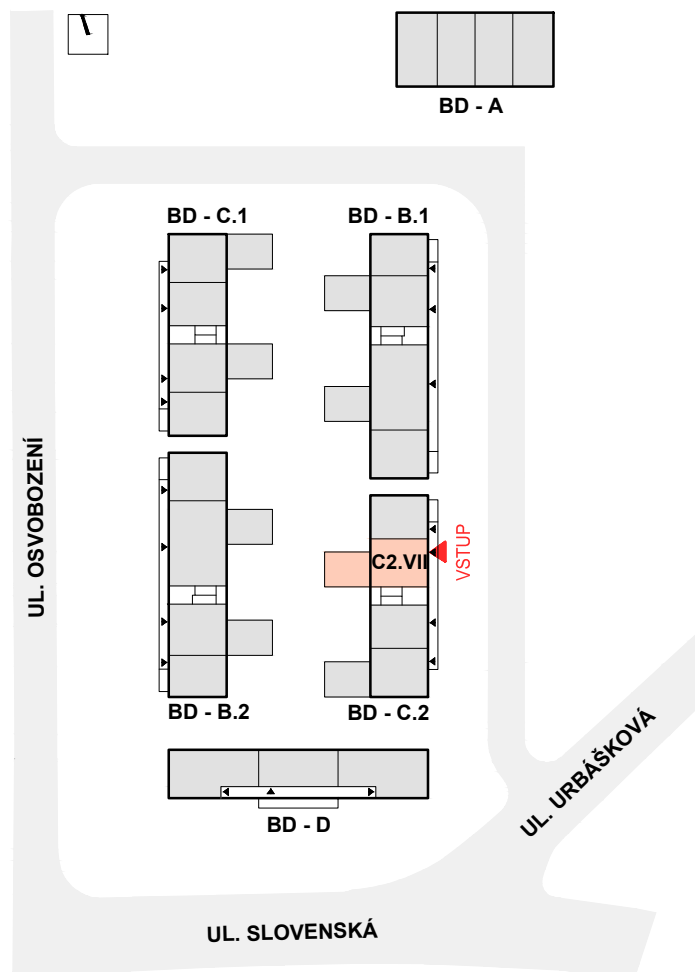 BD - A
BD - C.1
BD - B.1
UL. OSVOBOZENÍ
C2.VII
VSTUP
BD - B.2
BD - C.2
UL. URBÁŠKOVÁ
BD - D
UL. SLOVENSKÁ